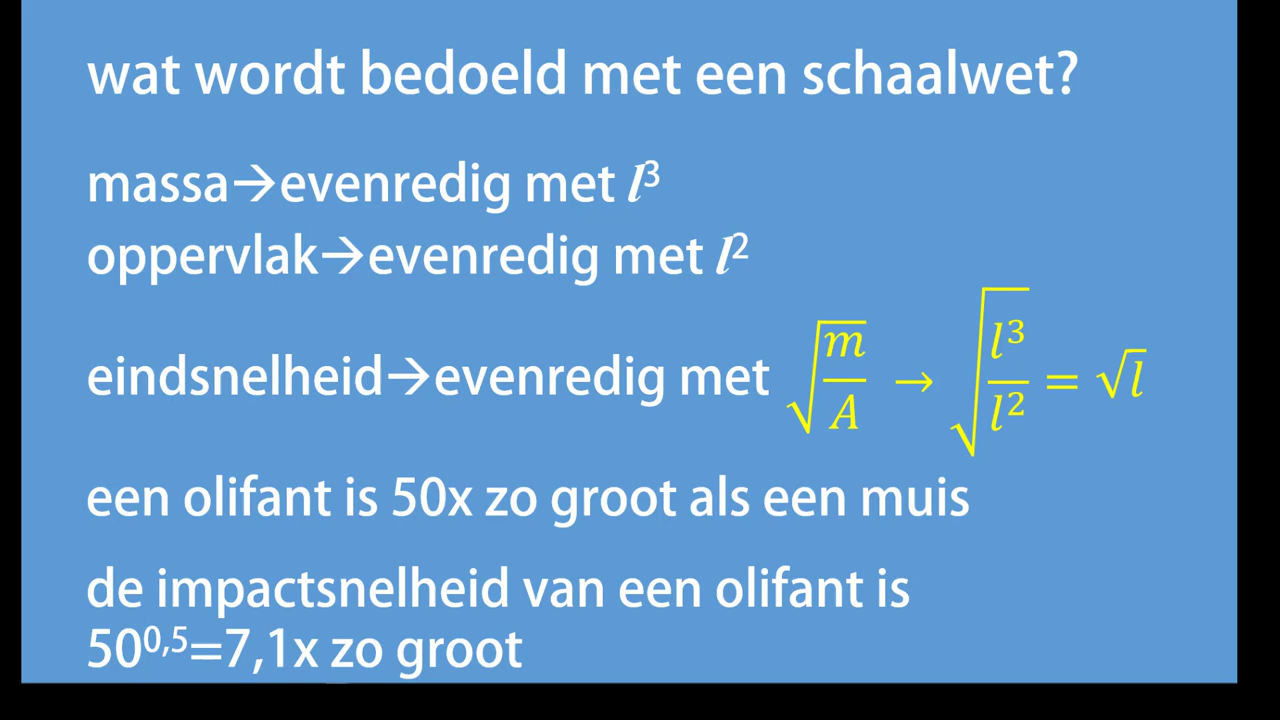 wat wordt bedoeld met een schaalwet?
massa→evenredig met l³
oppervlak→evenredig met l²
eindsnelheid→evenredig met √(m/A) → √(l³/l²) = √l
een olifant is 50x zo groot als een muis
de impactsnelheid van een olifant is
50⁰,⁵=7,1x zo groot